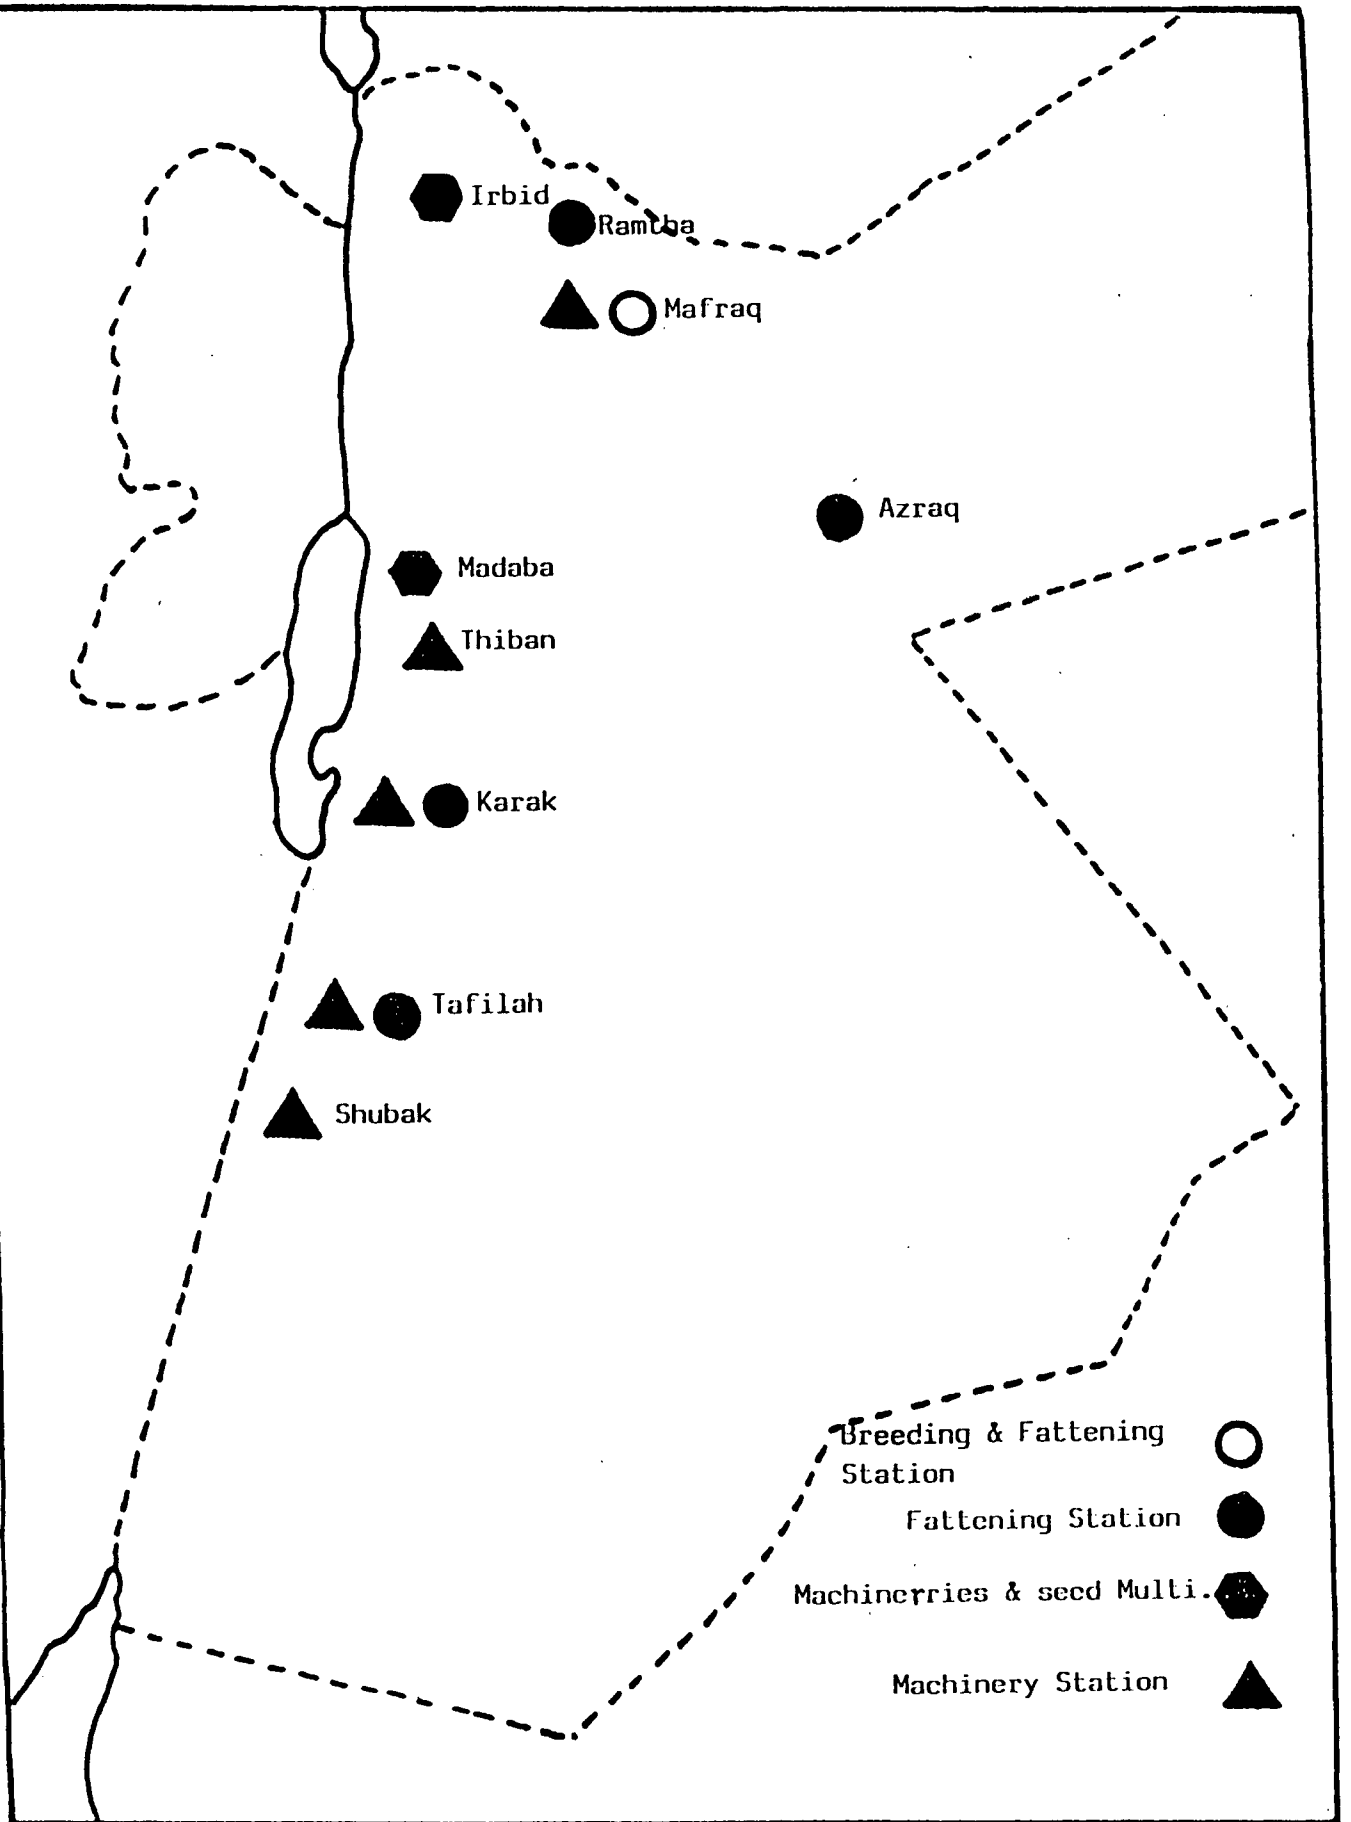 Irbid
Ramtha
Mafraq
Azraq
Madaba
Thiban
Karak
Tafilah
Shubak
Breeding & Fattening
Station
Fattening Station
Machinerries & seed Multi.
Machinery Station